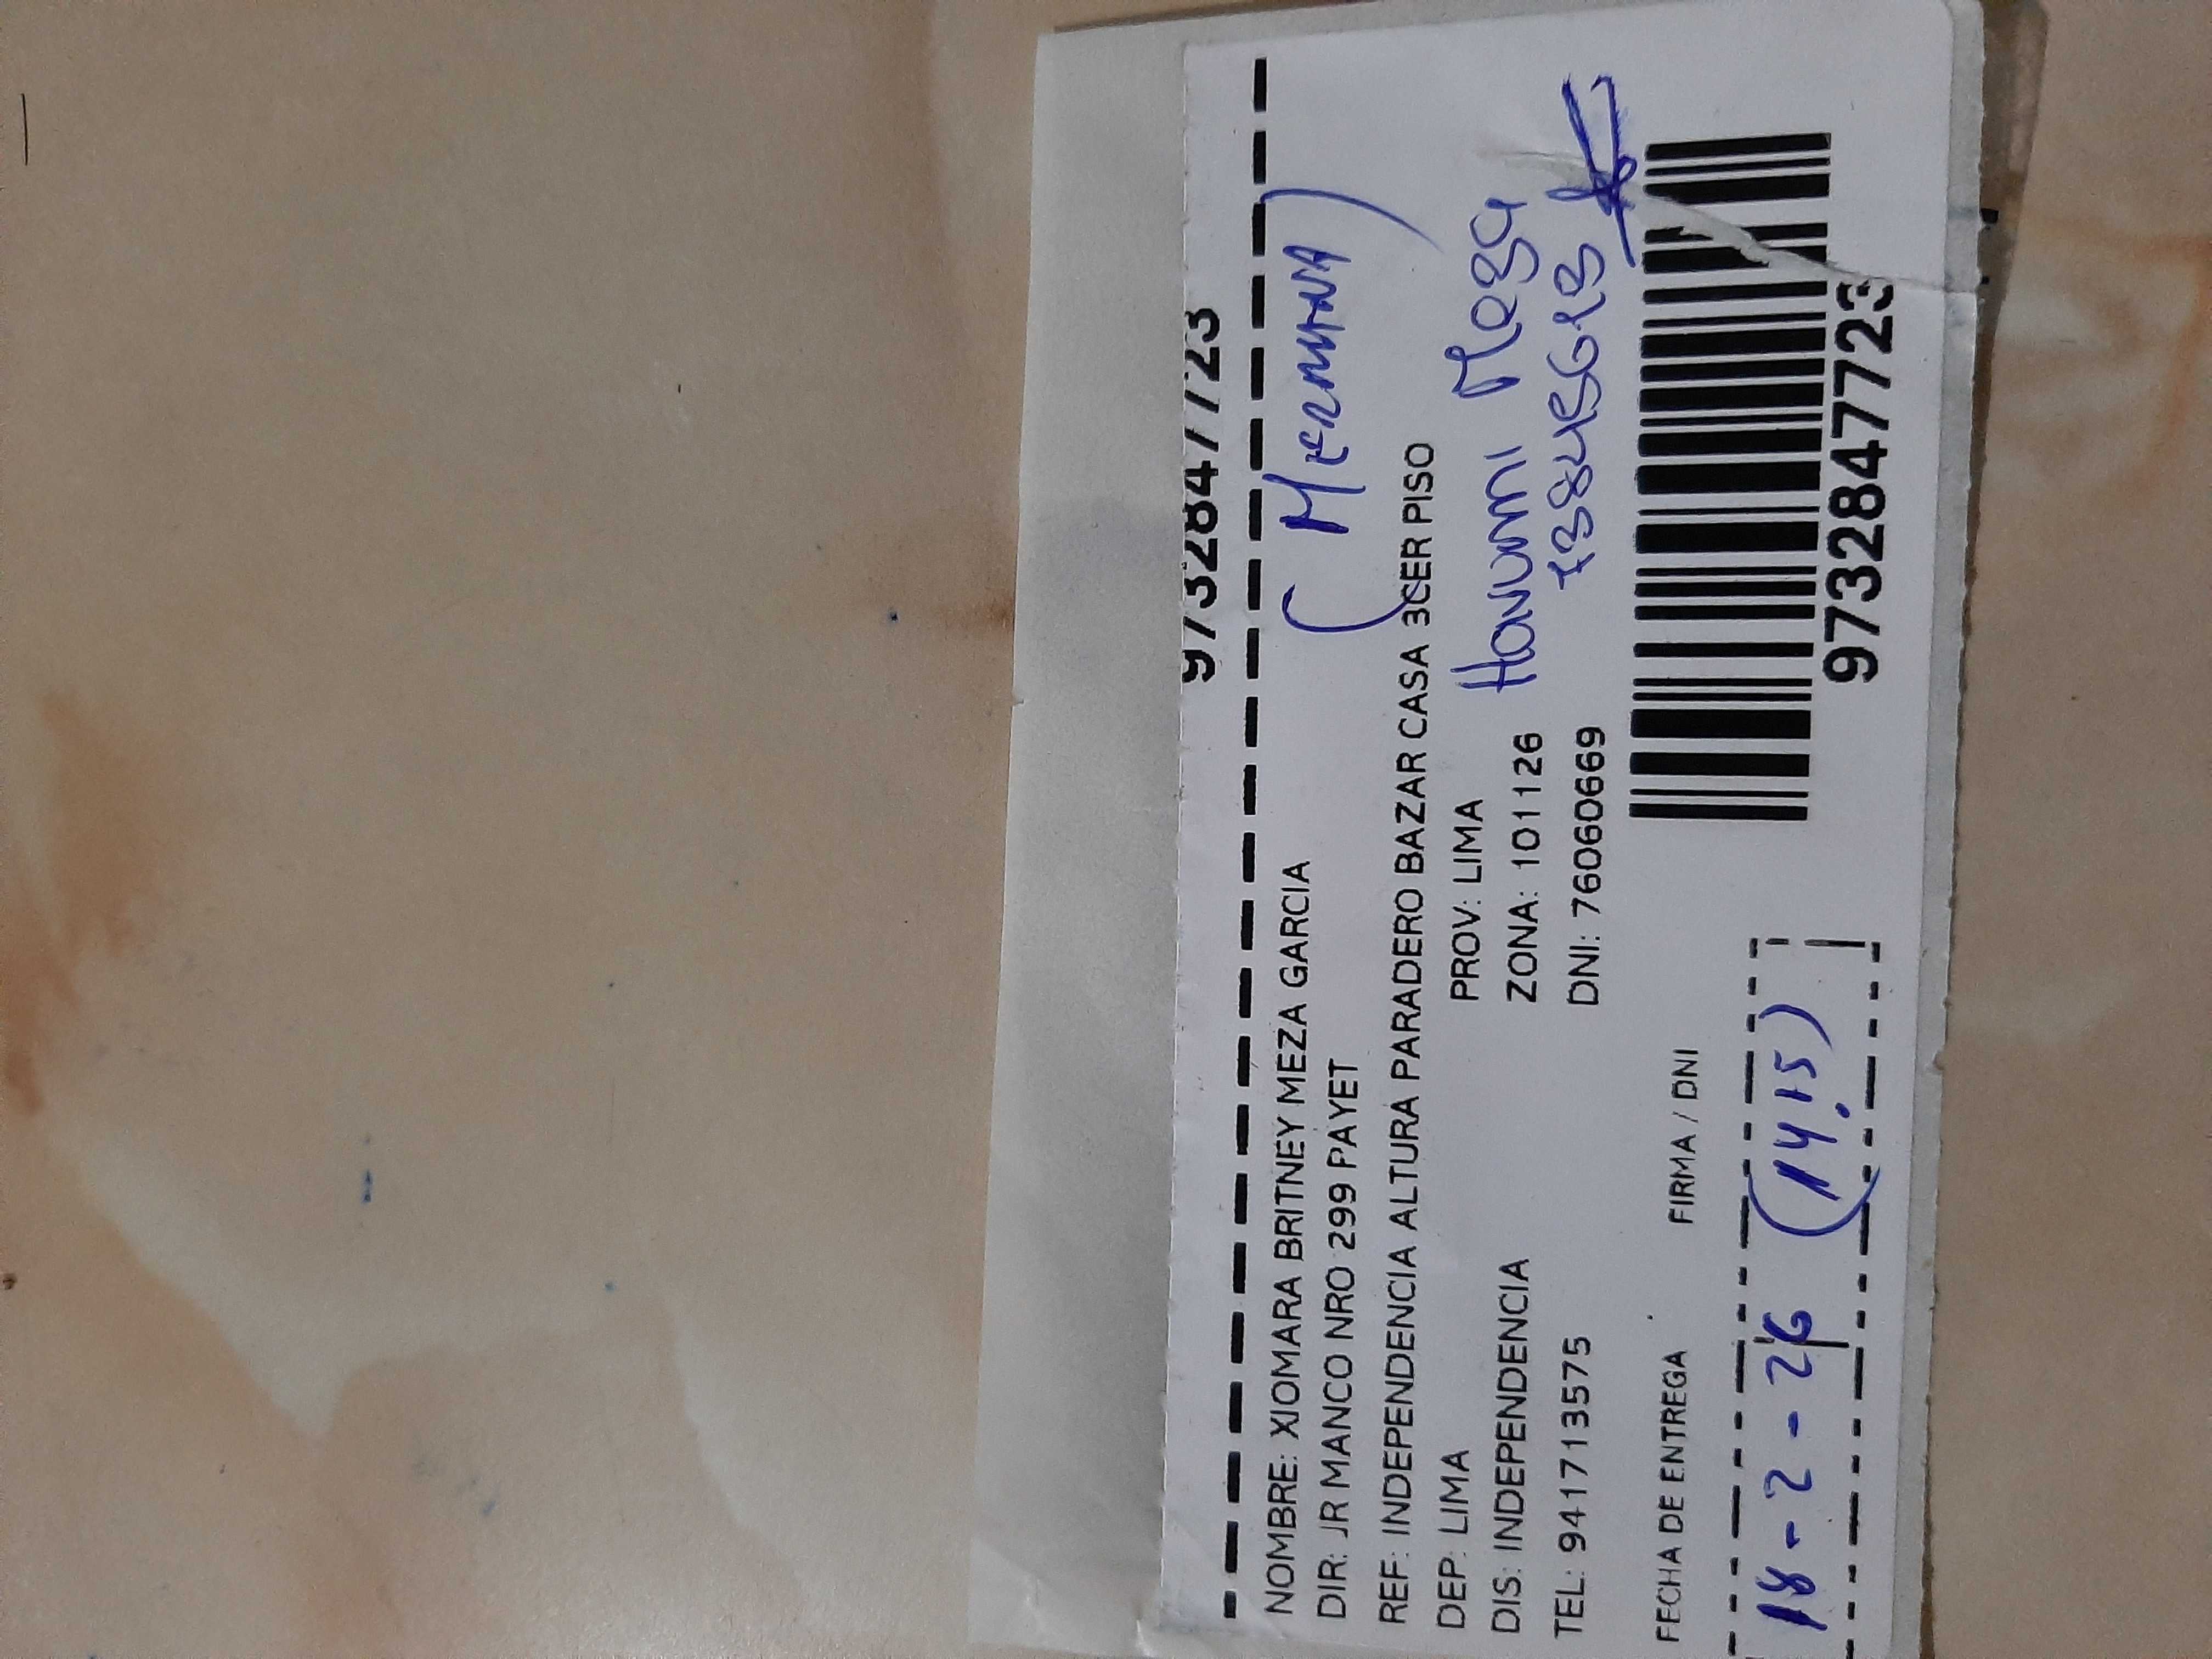 9732847723
NOMBRE: XIOMARA BRITNEY MEZA GARCIA
(Hermana)
DIR: JR MANCO NRO 299 PAYET
REF: INDEPENDENCIA ALTURA PARADERO BAZAR CASA 3CER PISO
DEP: LIMA PROV: LIMA
Hanumi Meza
DIS: INDEPENDENCIA ZONA: 101126
TEL: 941713575 DNI: 76060669
FECHA DE ENTREGA FIRMA / DNI
18-2-26 (14:15)
9732847723